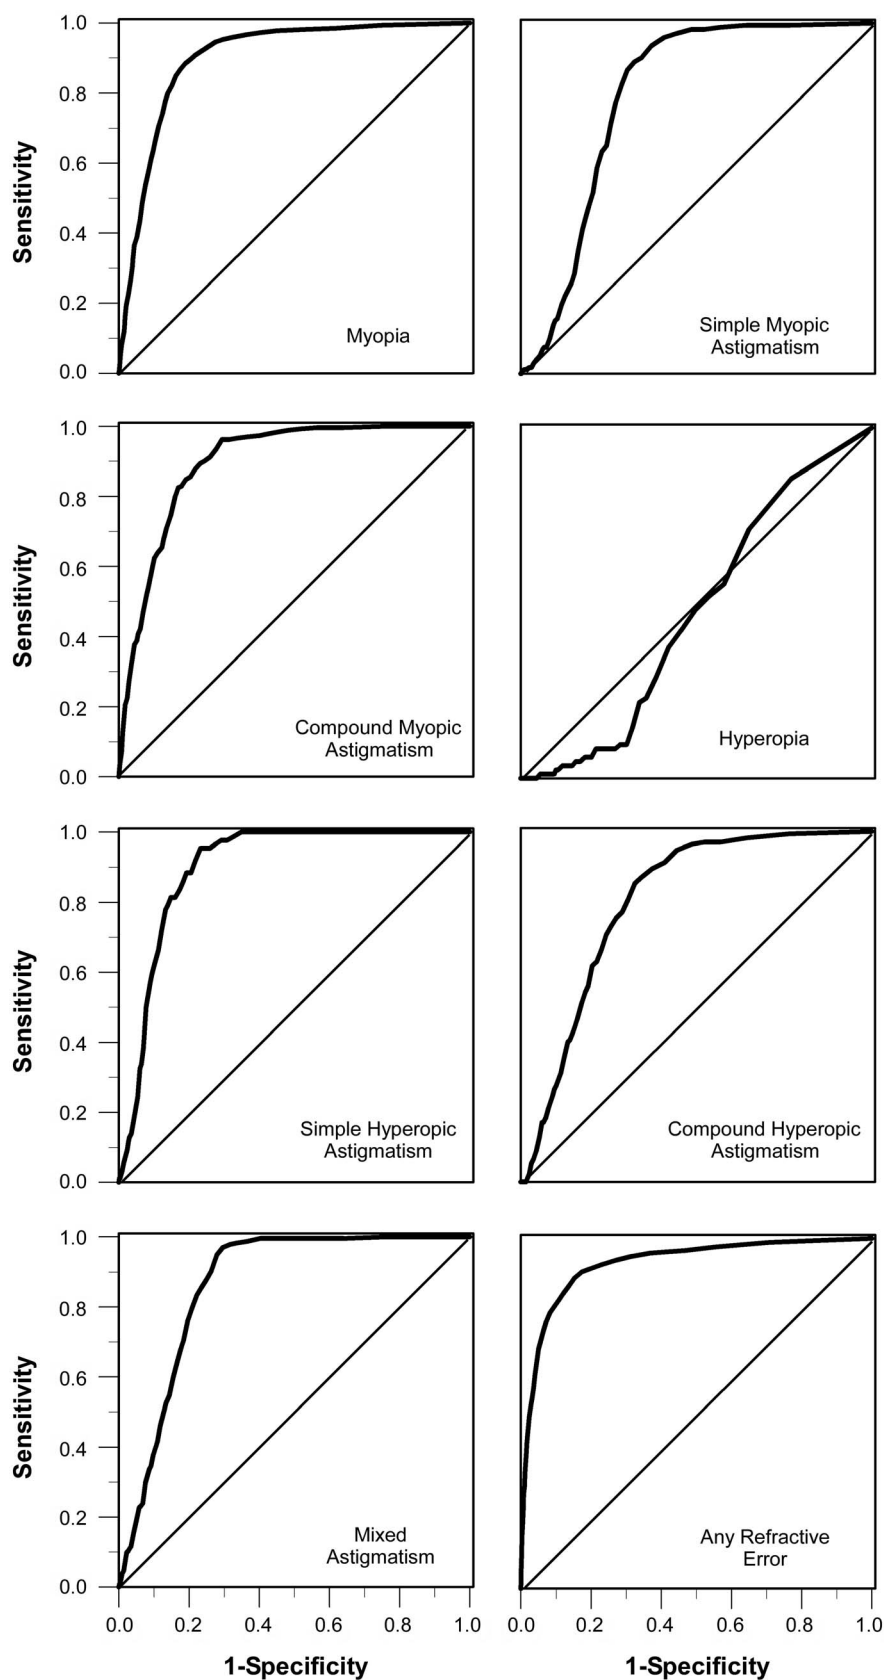 1.0
0.8
0.6
0.4
0.2
0.0
Sensitivity
Myopia
Simple Myopic
Astigmatism
1.0
0.8
0.6
0.4
0.2
0.0
Sensitivity
Compound Myopic
Astigmatism
Hyperopia
1.0
0.8
0.6
0.4
0.2
0.0
Sensitivity
Simple Hyperopic
Astigmatism
Compound Hyperopic
Astigmatism
1.0
0.8
0.6
0.4
0.2
0.0
Sensitivity
Mixed
Astigmatism
Any Refractive
Error
0.0 0.2 0.4 0.6 0.8 1.0
0.0 0.2 0.4 0.6 0.8 1.0
1-Specificity
1-Specificity